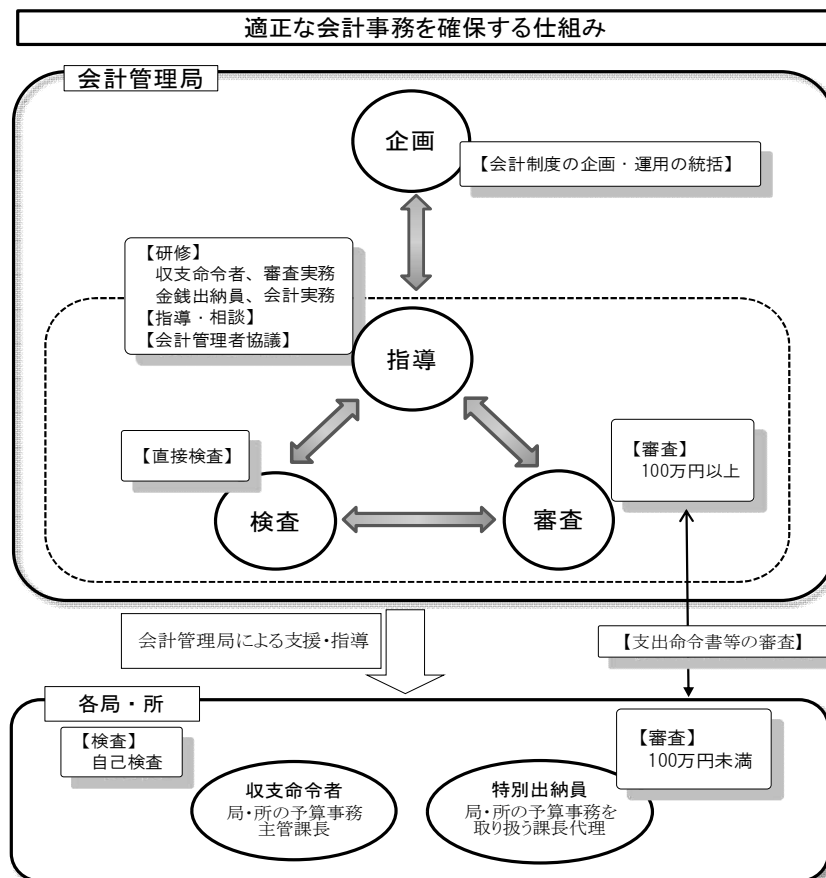 適正な会計事務を確保する仕組み
会計管理局
企画
【会計制度の企画・運用の統括】
【研修】
収支命令者、審査実務
金銭出納員、会計実務
【指導・相談】
【会計管理者協議】
指導
【直接検査】
【審査】
100万円以上
検査
審査
会計管理局による支援・指導
【支出命令書等の審査】
各局・所
【検査】
自己検査
収支命令者
局・所の予算事務
主管課長
特別出納員
局・所の予算事務を
取り扱う課長代理
【審査】
100万円未満